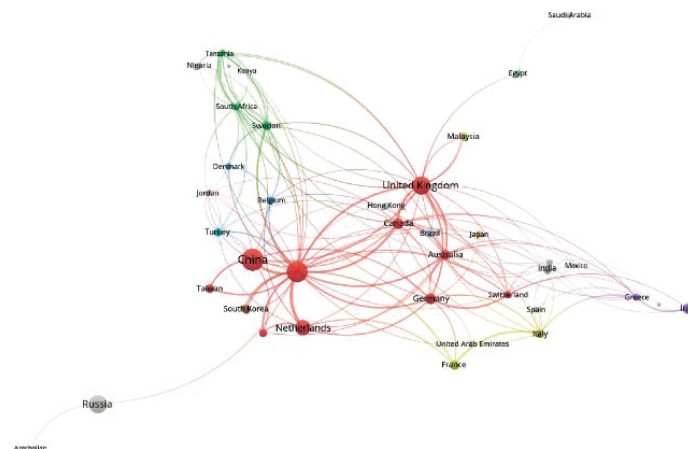 Saudi Arabia
Tanzania
Nigeria
Kenya
Egypt
South Africa
Sweden
Malaysia
Denmark
United Kingdom
Jordan
Belgium
Hong Kong
Canada
Turkey
Brazil
Japan
China
Australia
India
Mexico
Taiwan
Germany
Switzerland
Greece
South Korea
Spain
Netherlands
Italy
United Arab Emirates
France
Russia